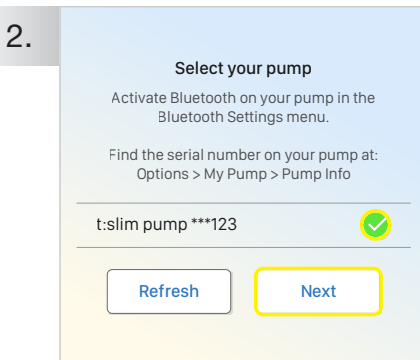 2.
Select your pump
Activate Bluetooth on your pump in the
Bluetooth Settings menu.
Find the serial number on your pump at:
Options > My Pump > Pump Info
t:slim pump ***123
Refresh
Next